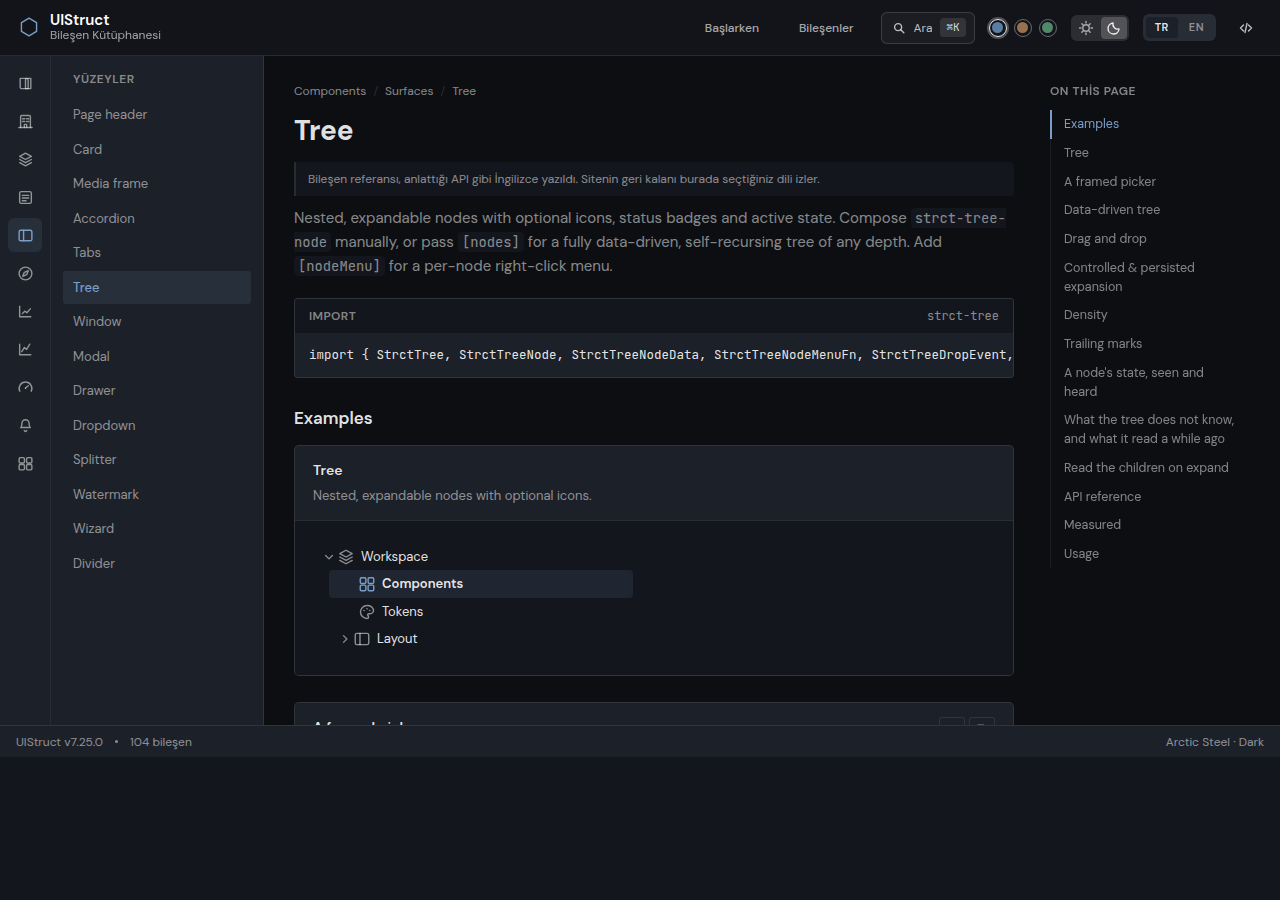 UIStruct
Bileşen Kütüphanesi
Başlarken
Bileşenler
Ara ⌘K
TR EN
YÜZEYLER
Page header
Card
Media frame
Accordion
Tabs
Tree
Window
Modal
Drawer
Dropdown
Splitter
Watermark
Wizard
Divider
Components / Surfaces / Tree
Tree
Bileşen referansı, anlattığı API gibi İngilizce yazıldı. Sitenin geri kalanı burada seçtiğiniz dili izler.
Nested, expandable nodes with optional icons, status badges and active state. Compose strct-tree-
node manually, or pass [nodes] for a fully data-driven, self-recursing tree of any depth. Add
[nodeMenu] for a per-node right-click menu.
IMPORT strct-tree
import { StrctTree, StrctTreeNode, StrctTreeNodeData, StrctTreeNodeMenuFn, StrctTreeDropEvent,
Examples
Tree
Nested, expandable nodes with optional icons.
Workspace
Components
Tokens
Layout
ON THİS PAGE
Examples
Tree
A framed picker
Data-driven tree
Drag and drop
Controlled & persisted
expansion
Density
Trailing marks
A node's state, seen and
heard
What the tree does not know,
and what it read a while ago
Read the children on expand
API reference
Measured
Usage
UIStruct v7.25.0 • 104 bileşen
Arctic Steel · Dark